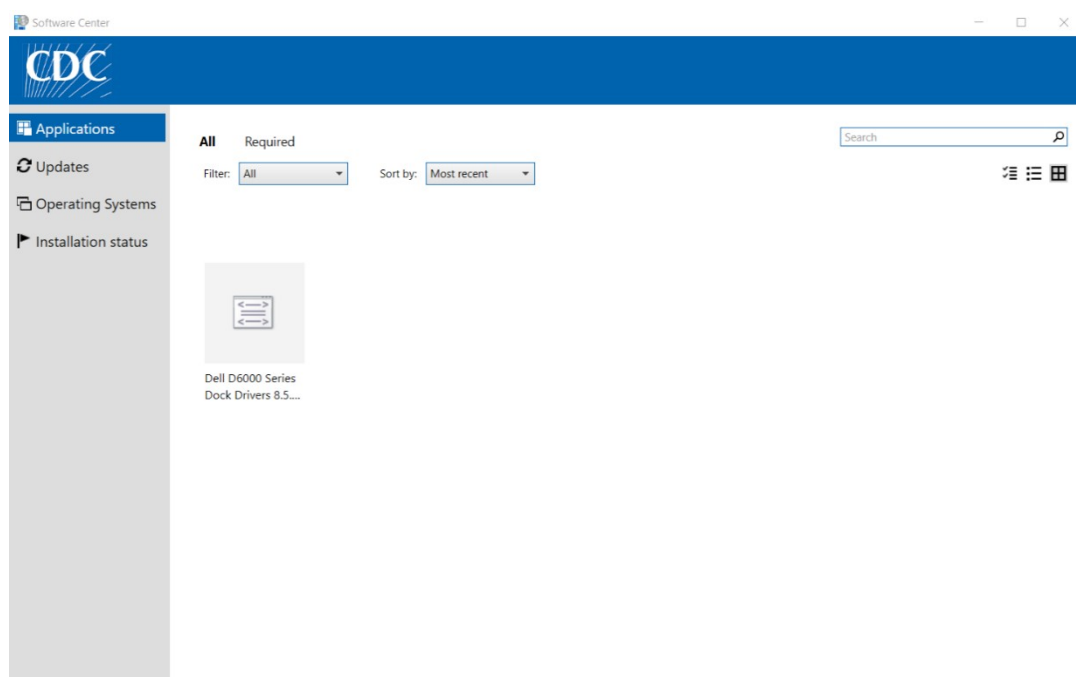 Software Center
CDC
Applications
Updates
Operating Systems
Installation status
All Required
Search
Filter: All Sort by: Most recent
Dell D6000 Series
Dock Drivers 8.5....